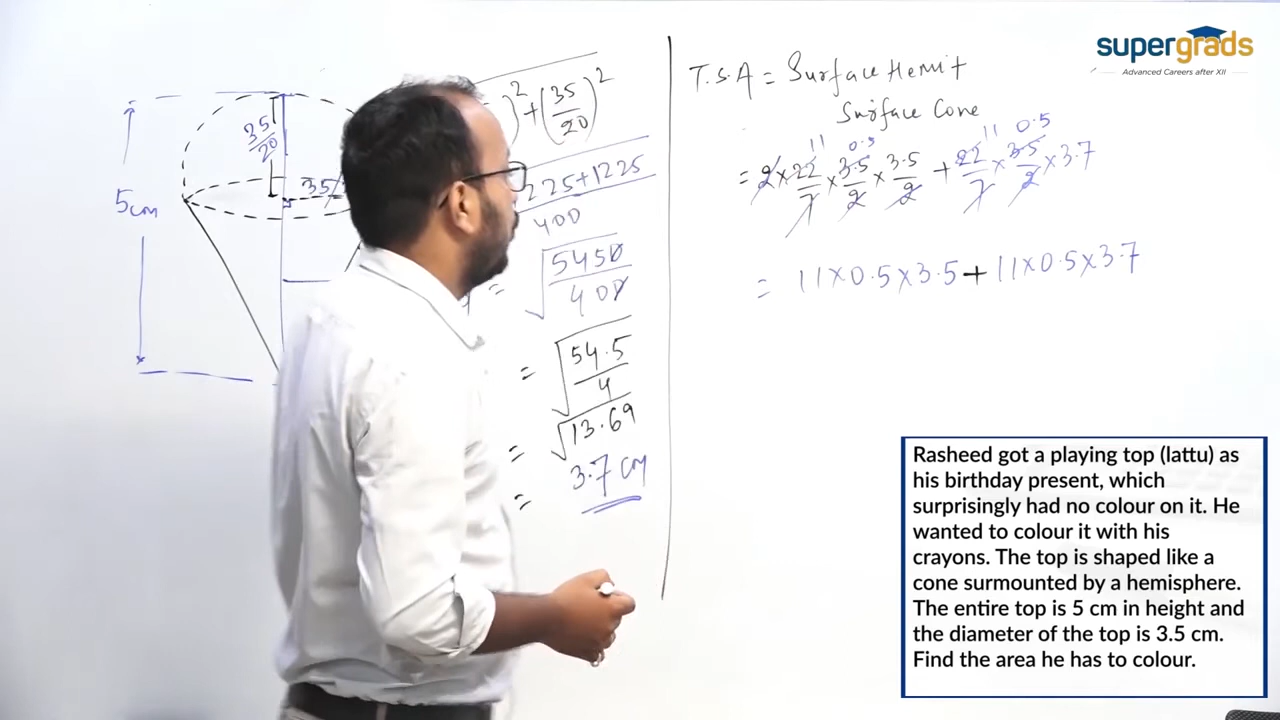 supergrads
Advanced Careers after XII
5cm
35/20
35/
)² + (35/20)²
225+1225
400
= √5450/400
= √54.5/4
= √13.69
= 3.7 cm
T.S.A = Surface Hemi +
Surface Cone
11 0.5 11 0.5
= 2 × 22/7 × 3.5/2 × 3.5/2 + 22/7 × 3.5/2 × 3.7
= 11×0.5×3.5 + 11×0.5×3.7
Rasheed got a playing top (lattu) as
his birthday present, which
surprisingly had no colour on it. He
wanted to colour it with his
crayons. The top is shaped like a
cone surmounted by a hemisphere.
The entire top is 5 cm in height and
the diameter of the top is 3.5 cm.
Find the area he has to colour.